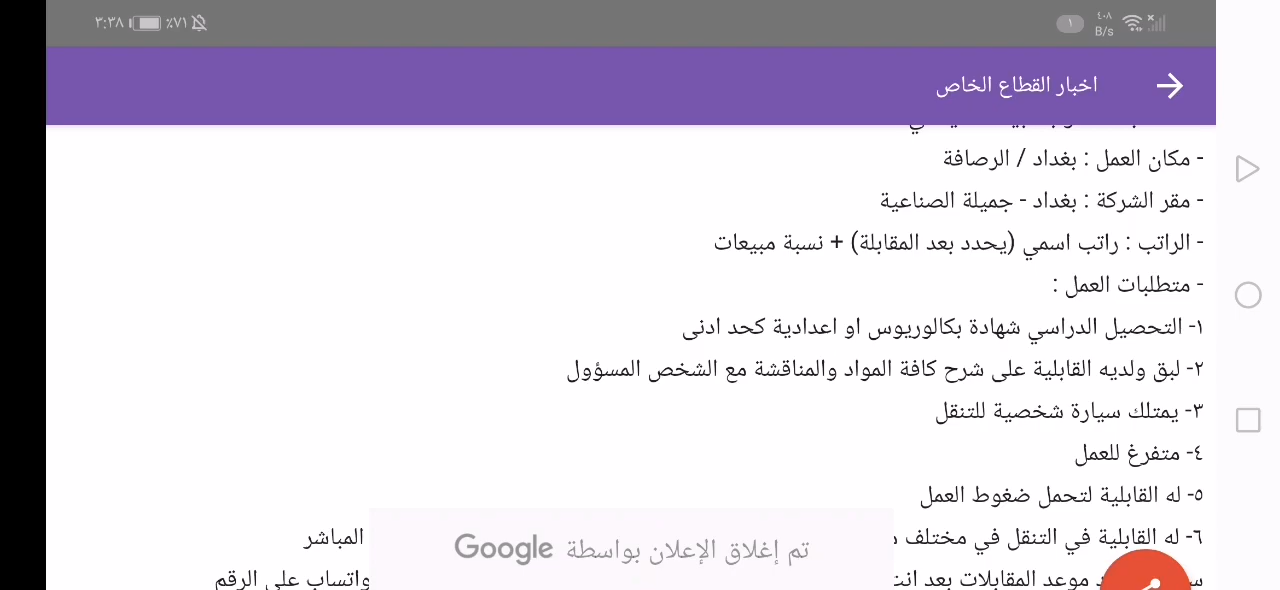 ٣:٣٨ ٪٧١ ١ ٤٠٨ B/s
اخبار القطاع الخاص
- مكان العمل : بغداد / الرصافة
- مقر الشركة : بغداد - جميلة الصناعية
- الراتب : راتب اسمي (يحدد بعد المقابلة) + نسبة مبيعات
- متطلبات العمل :
١- التحصيل الدراسي شهادة بكالوريوس او اعدادية كحد ادنى
٢- لبق ولديه القابلية على شرح كافة المواد والمناقشة مع الشخص المسؤول
٣- يمتلك سيارة شخصية للتنقل
٤- متفرغ للعمل
٥- له القابلية لتحمل ضغوط العمل
٦- له القابلية في التنقل في مختلف المباشر
تم إغلاق الإعلان بواسطة Google
موعد المقابلات بعد واتساب على الرقم